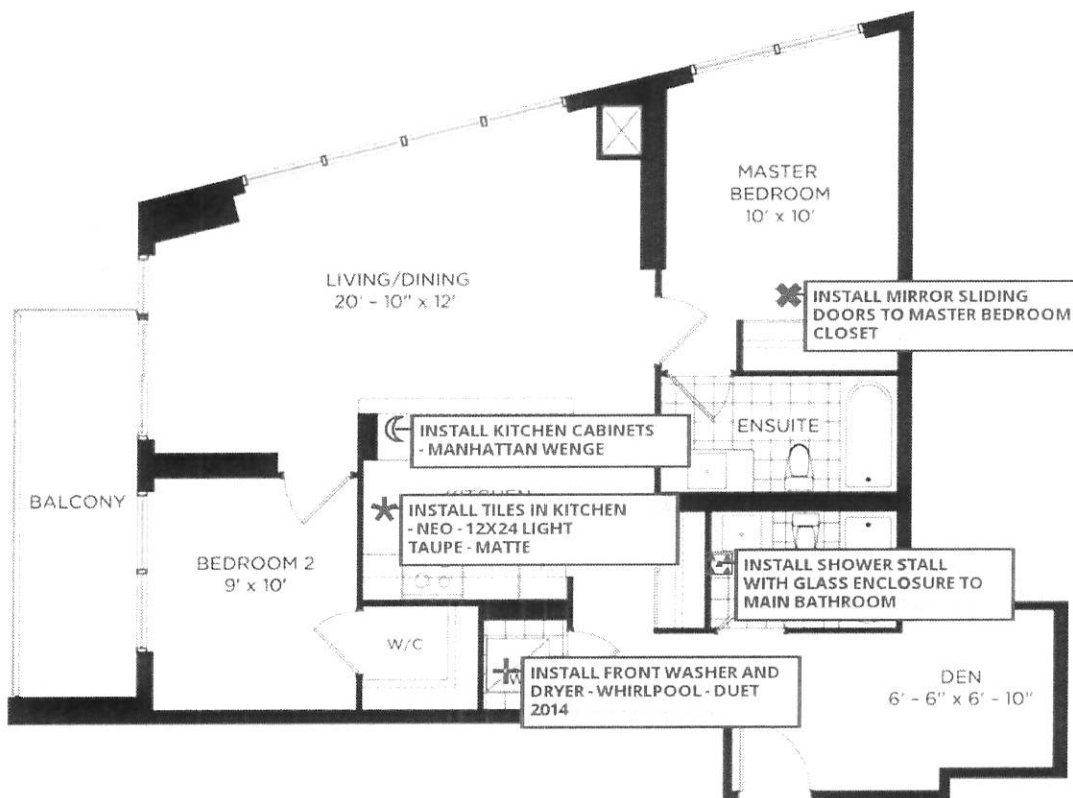 MASTER
BEDROOM
10' x 10'
LIVING/DINING
20' - 10" x 12'
INSTALL MIRROR SLIDING
DOORS TO MASTER BEDROOM
CLOSET
ENSUITE
INSTALL KITCHEN CABINETS
- MANHATTAN WENGE
BALCONY
KITCHEN
INSTALL TILES IN KITCHEN
- NEO - 12X24 LIGHT
TAUPE - MATTE
BEDROOM 2
9' x 10'
INSTALL SHOWER STALL
WITH GLASS ENCLOSURE TO
MAIN BATHROOM
W/C
INSTALL FRONT WASHER AND
DRYER - WHIRLPOOL - DUET
2014
DEN
6' - 6" x 6' - 10"